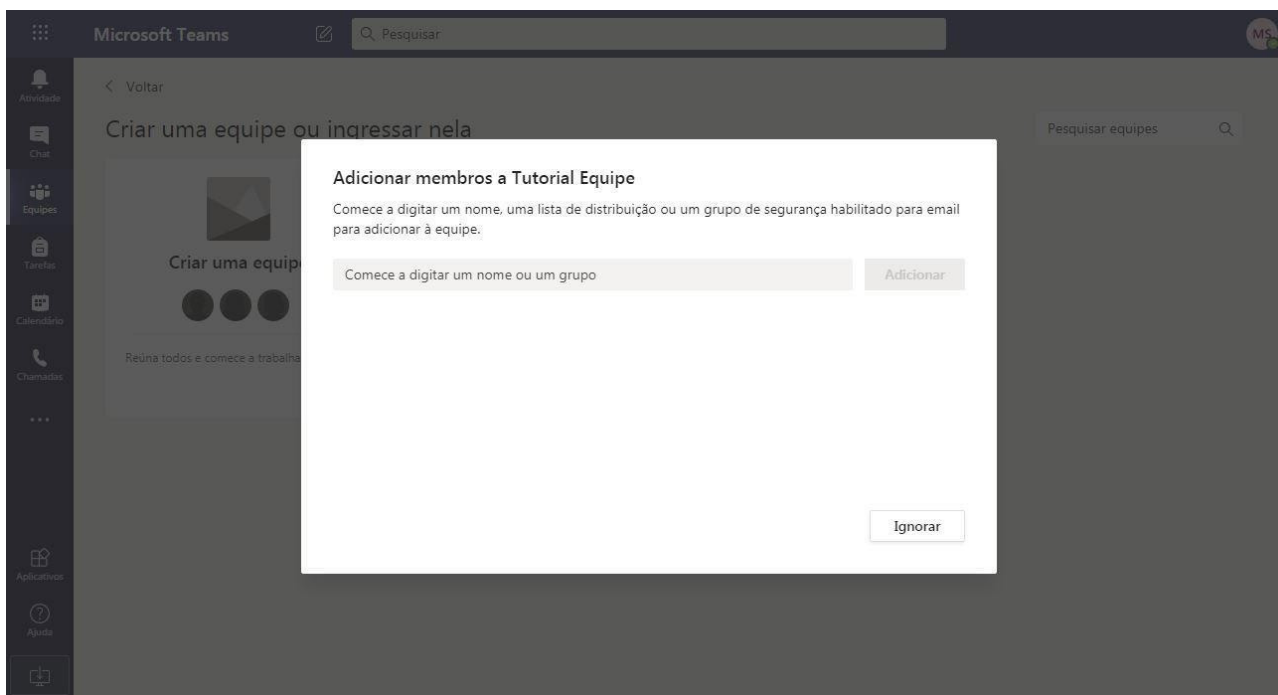 Microsoft Teams
Pesquisar
MS
Atividade
Chat
Equipes
Tarefas
Calendário
Chamadas
Aplicativos
Ajuda
Voltar
Criar uma equipe ou ingressar nela
Pesquisar equipes
Criar uma equipe
Reúna todos e comece a trabalha
Adicionar membros a Tutorial Equipe
Comece a digitar um nome, uma lista de distribuição ou um grupo de segurança habilitado para email
para adicionar à equipe.
Comece a digitar um nome ou um grupo
Adicionar
Ignorar